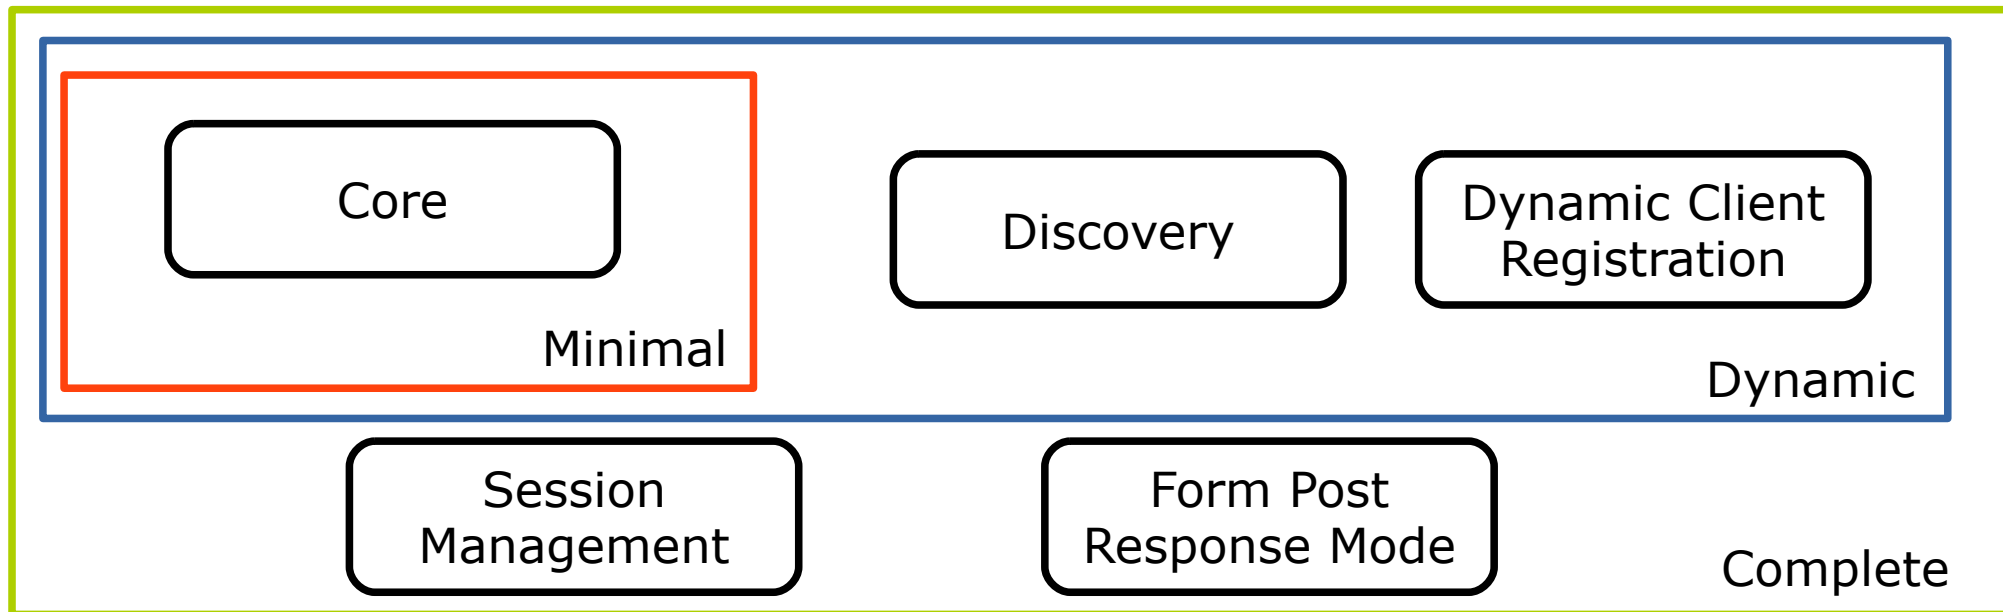 Core
Discovery
Dynamic Client
Registration
Minimal
Dynamic
Session
Management
Form Post
Response Mode
Complete